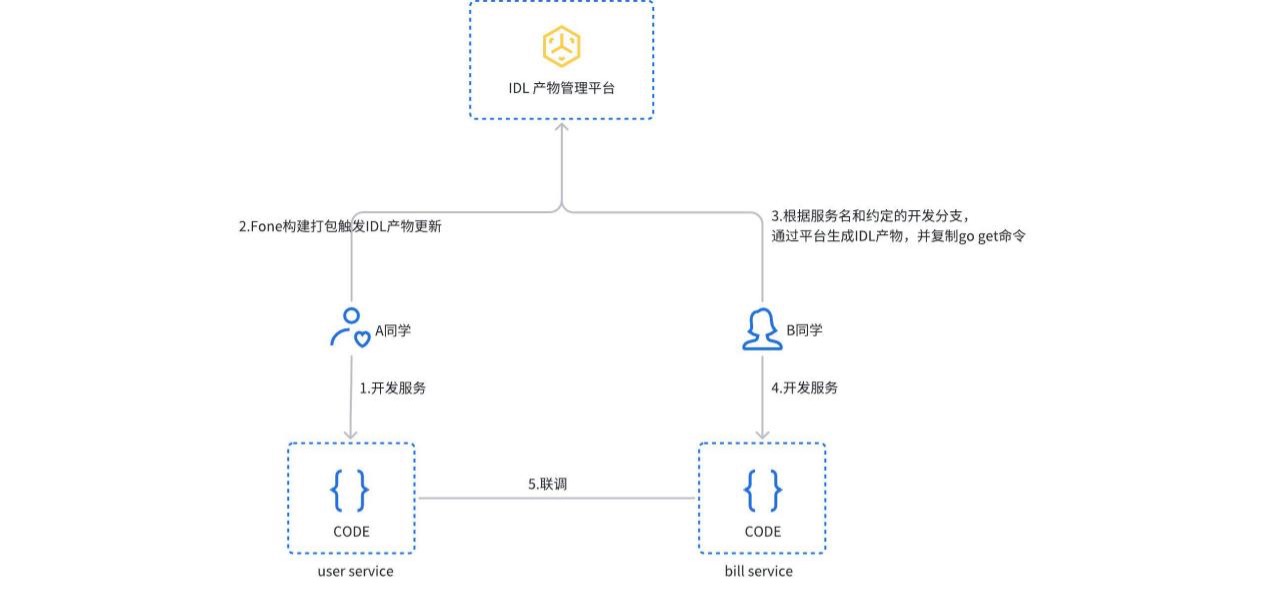 IDL 产物管理平台
2.Fone构建打包触发IDL产物更新
3.根据服务名和约定的开发分支，
通过平台生成IDL产物，并复制go get命令
A同学
B同学
1.开发服务
4.开发服务
5.联调
CODE
CODE
user service
bill service